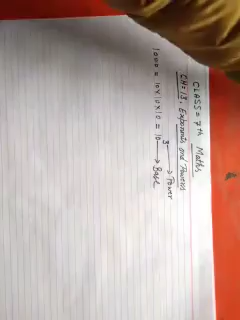 CLASS = 7th Maths
CH:13. Exponents and Powers
1000 = 10 x 10 x 10 = 10³ → Power
→ Base